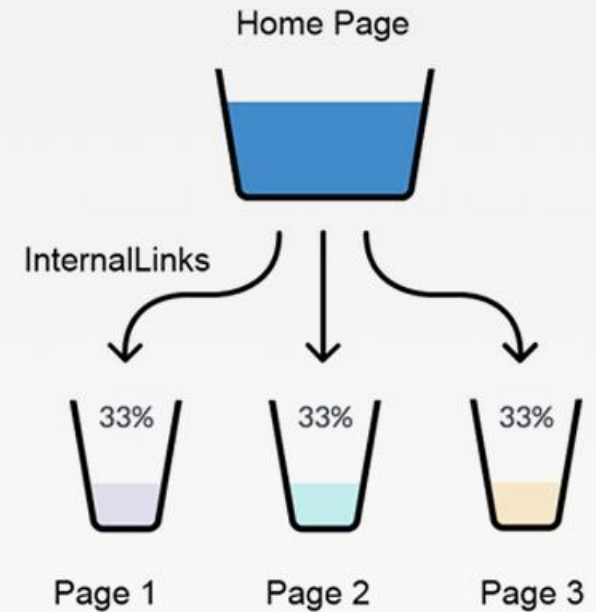 Home Page
InternalLinks
33%
33%
33%
Page 1
Page 2
Page 3